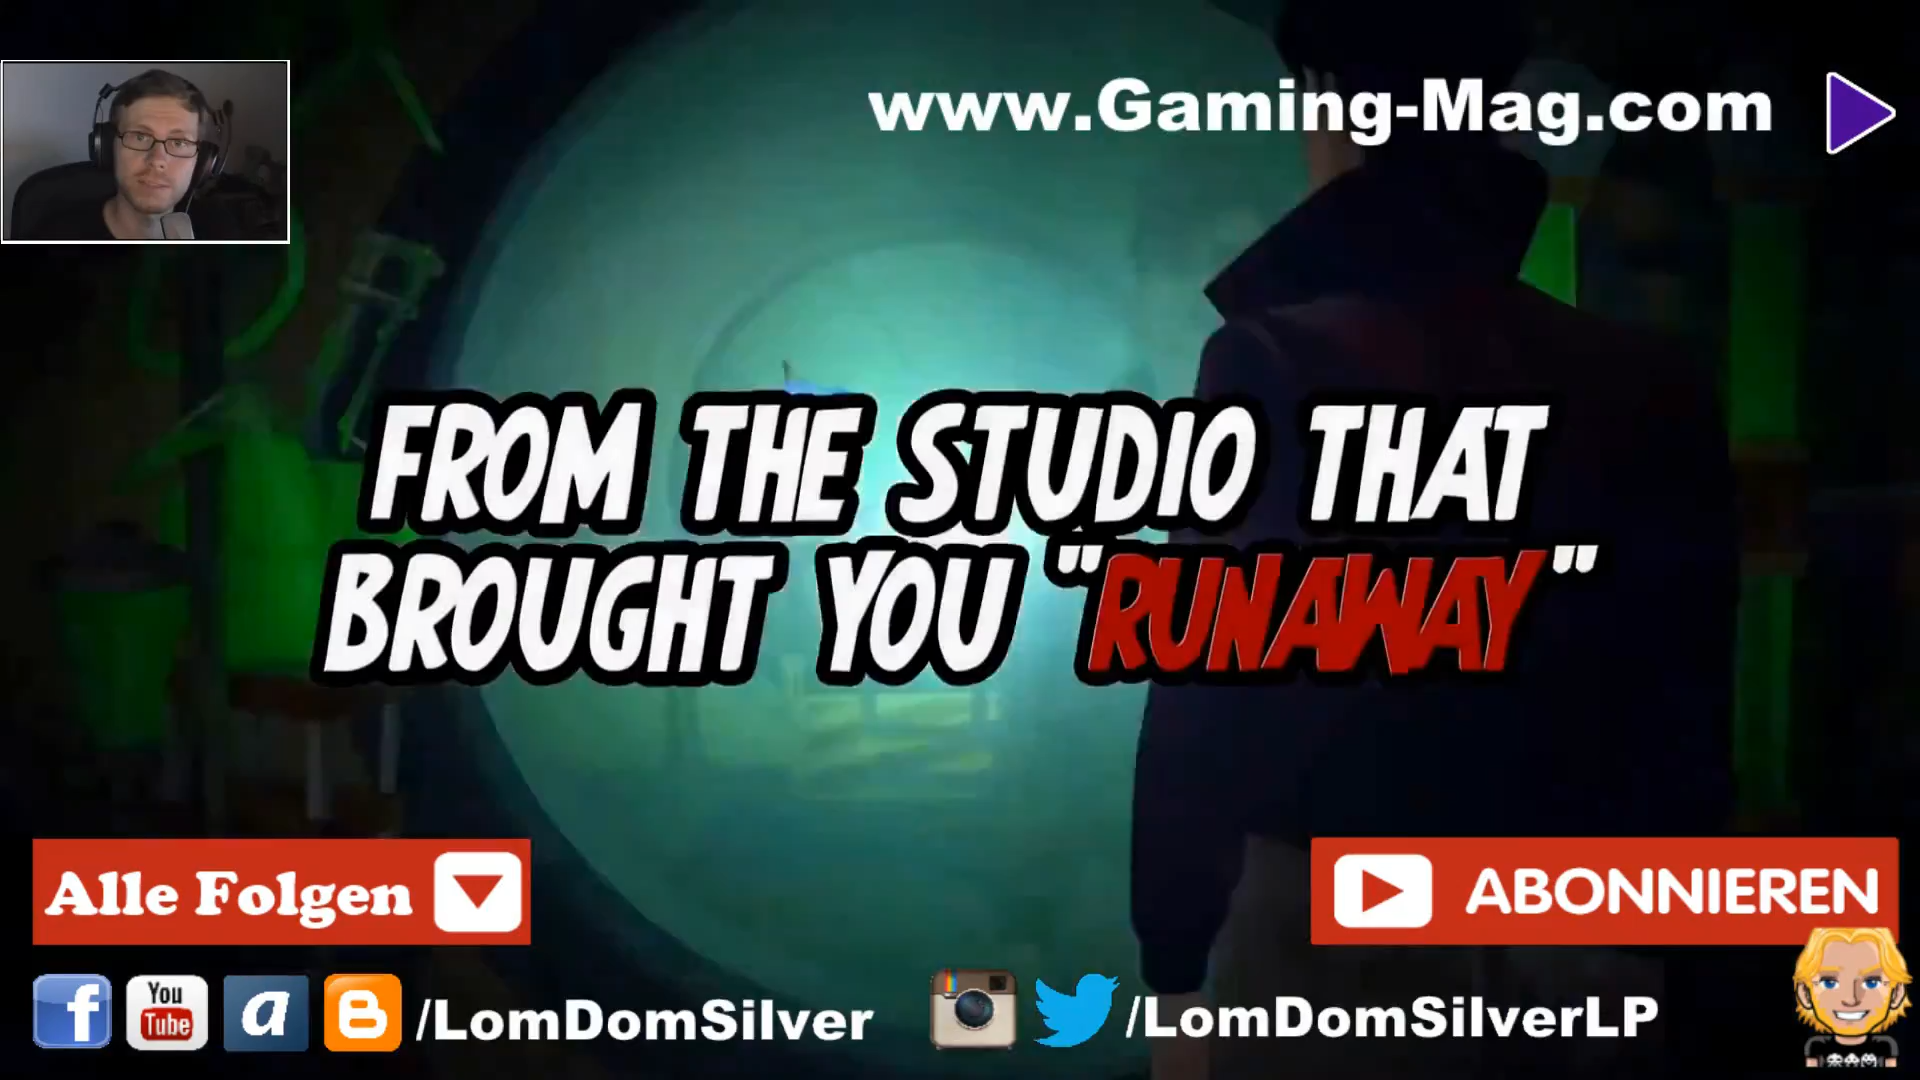 www.Gaming-Mag.com
FROM THE STUDIO THAT
BROUGHT YOU "RUNAWAY"
Alle Folgen
ABONNIEREN
f You Tube a B /LomDomSilver
/LomDomSilverLP